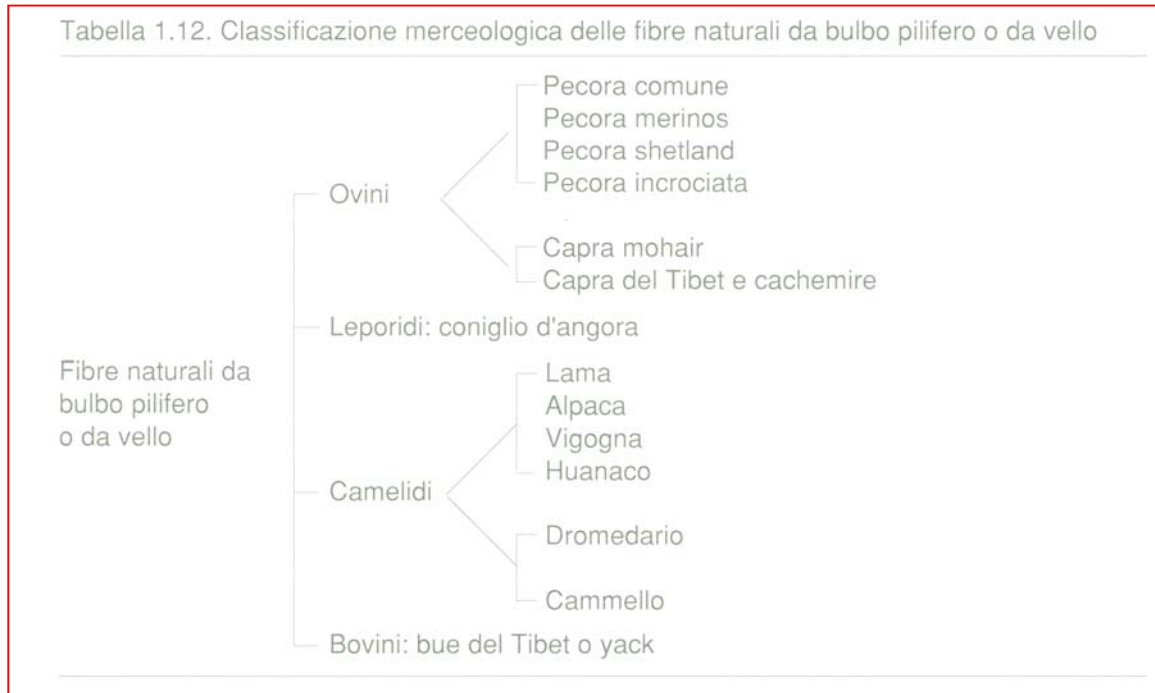 Tabella 1.12. Classificazione merceologica delle fibre naturali da bulbo pilifero o da vello
Pecora comune
Pecora merinos
Pecora shetland
Ovini
Pecora incrociata
Capra mohair
Capra del Tibet e cachemire
Leporidi: coniglio d'angora
Fibre naturali da
bulbo pilifero
o da vello
Lama
Alpaca
Vigogna
Huanaco
Camelidi
Dromedario
Cammello
Bovini: bue del Tibet o yack